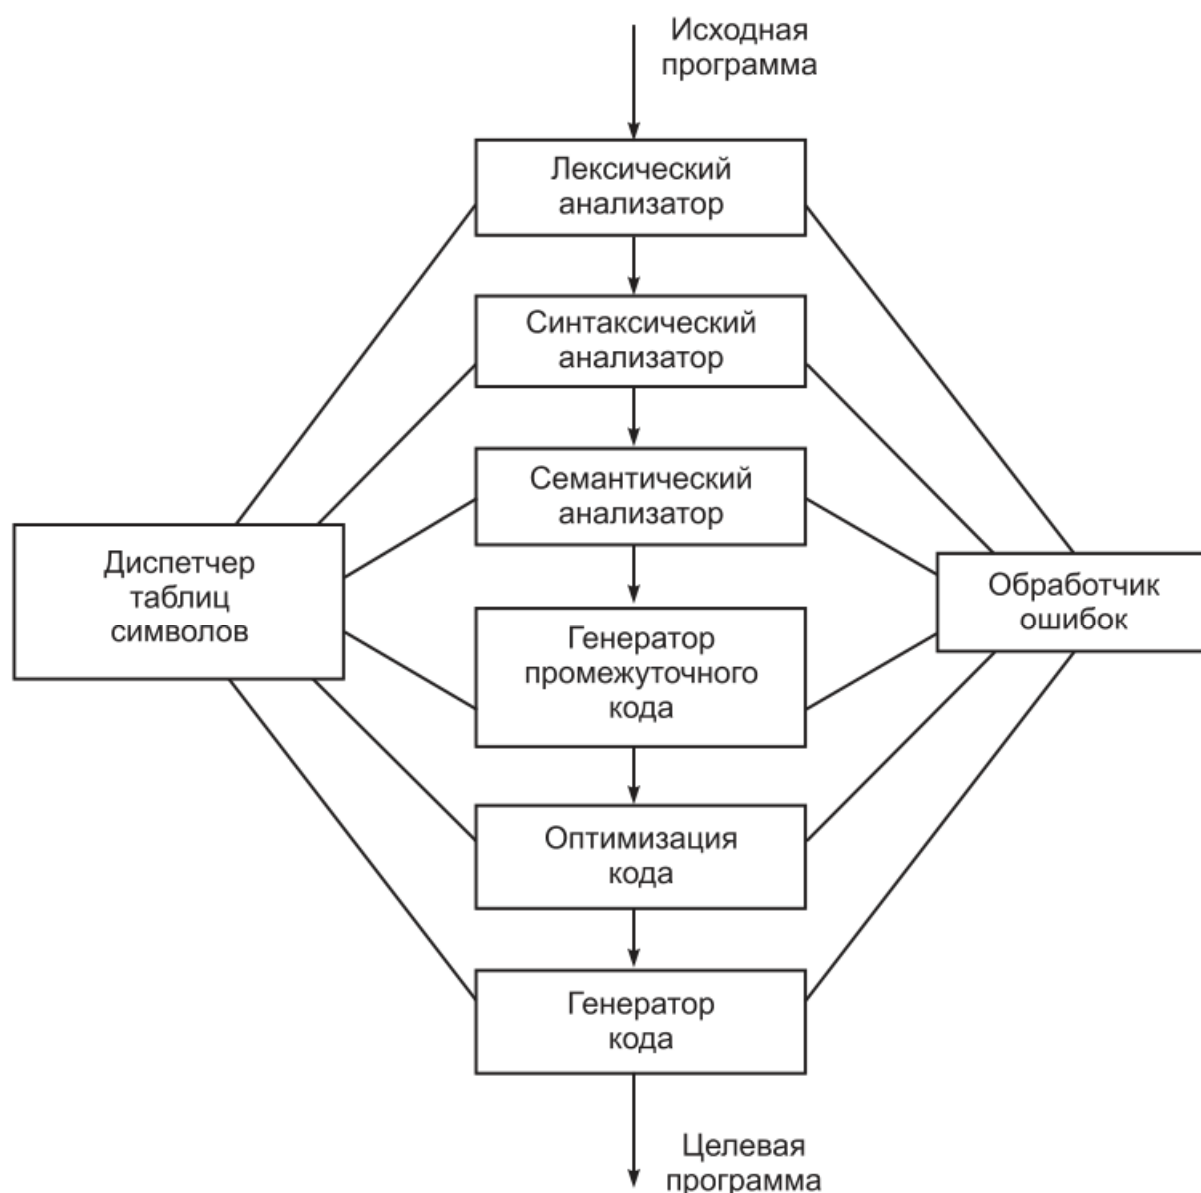 Исходная
программа
Лексический
анализатор
Синтаксический
анализатор
Семантический
анализатор
Диспетчер
таблиц
символов
Обработчик
ошибок
Генератор
промежуточного
кода
Оптимизация
кода
Генератор
кода
Целевая
программа